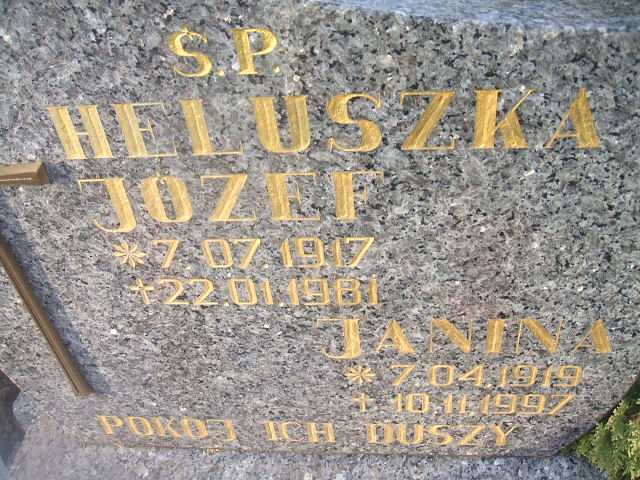 Ś.P.
HELUSZKA
JÓZEF
* 7.07.1917
+ 22.01.1981
JANINA
* 7.04.1919
+ 10.11.1997
POKÓJ ICH DUSZY